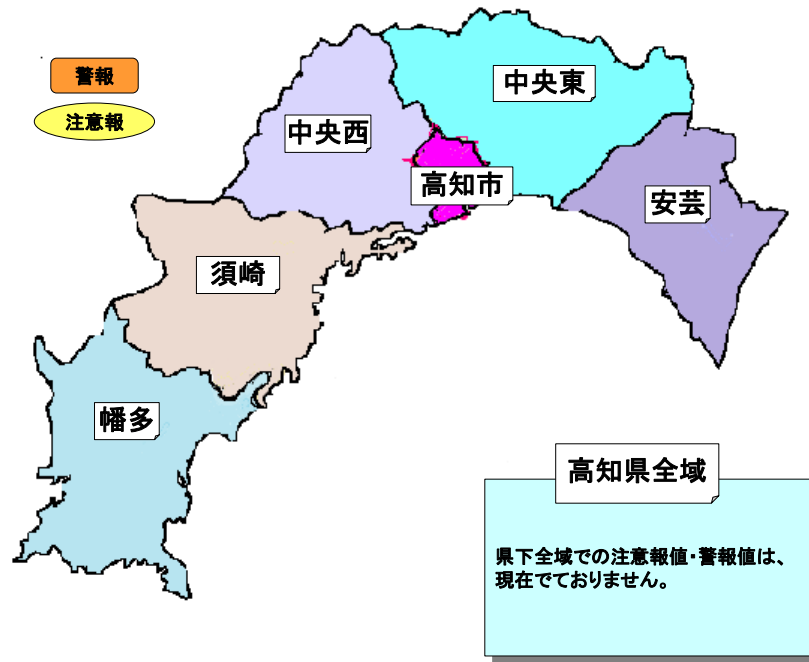 警報
注意報
中央東
中央西
高知市
安芸
須崎
幡多
高知県全域
県下全域での注意報値・警報値は、
現在でておりません。